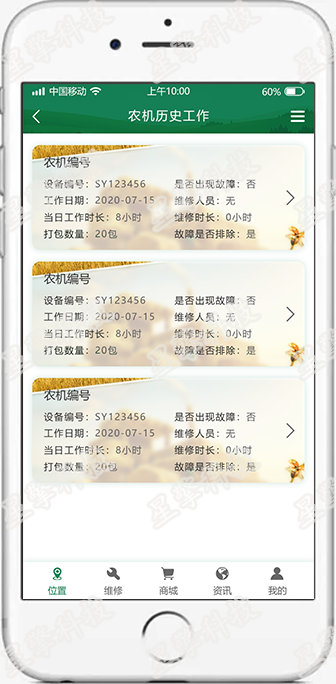 中国移动 上午10:00 60%
农机历史工作
农机编号
设备编号：SY123456 是否出现故障：否
工作日期：2020-07-15 维修人员：无
当日工作时长：8小时 维修时长：0小时
打包数量：20包 故障是否排除：是
农机编号
设备编号：SY123456 是否出现故障：否
工作日期：2020-07-15 维修人员：无
当日工作时长：8小时 维修时长：0小时
打包数量：20包 故障是否排除：是
农机编号
设备编号：SY123456 是否出现故障：否
工作日期：2020-07-15 维修人员：无
当日工作时长：8小时 维修时长：0小时
打包数量：20包 故障是否排除：是
位置 维修 商城 资讯 我的